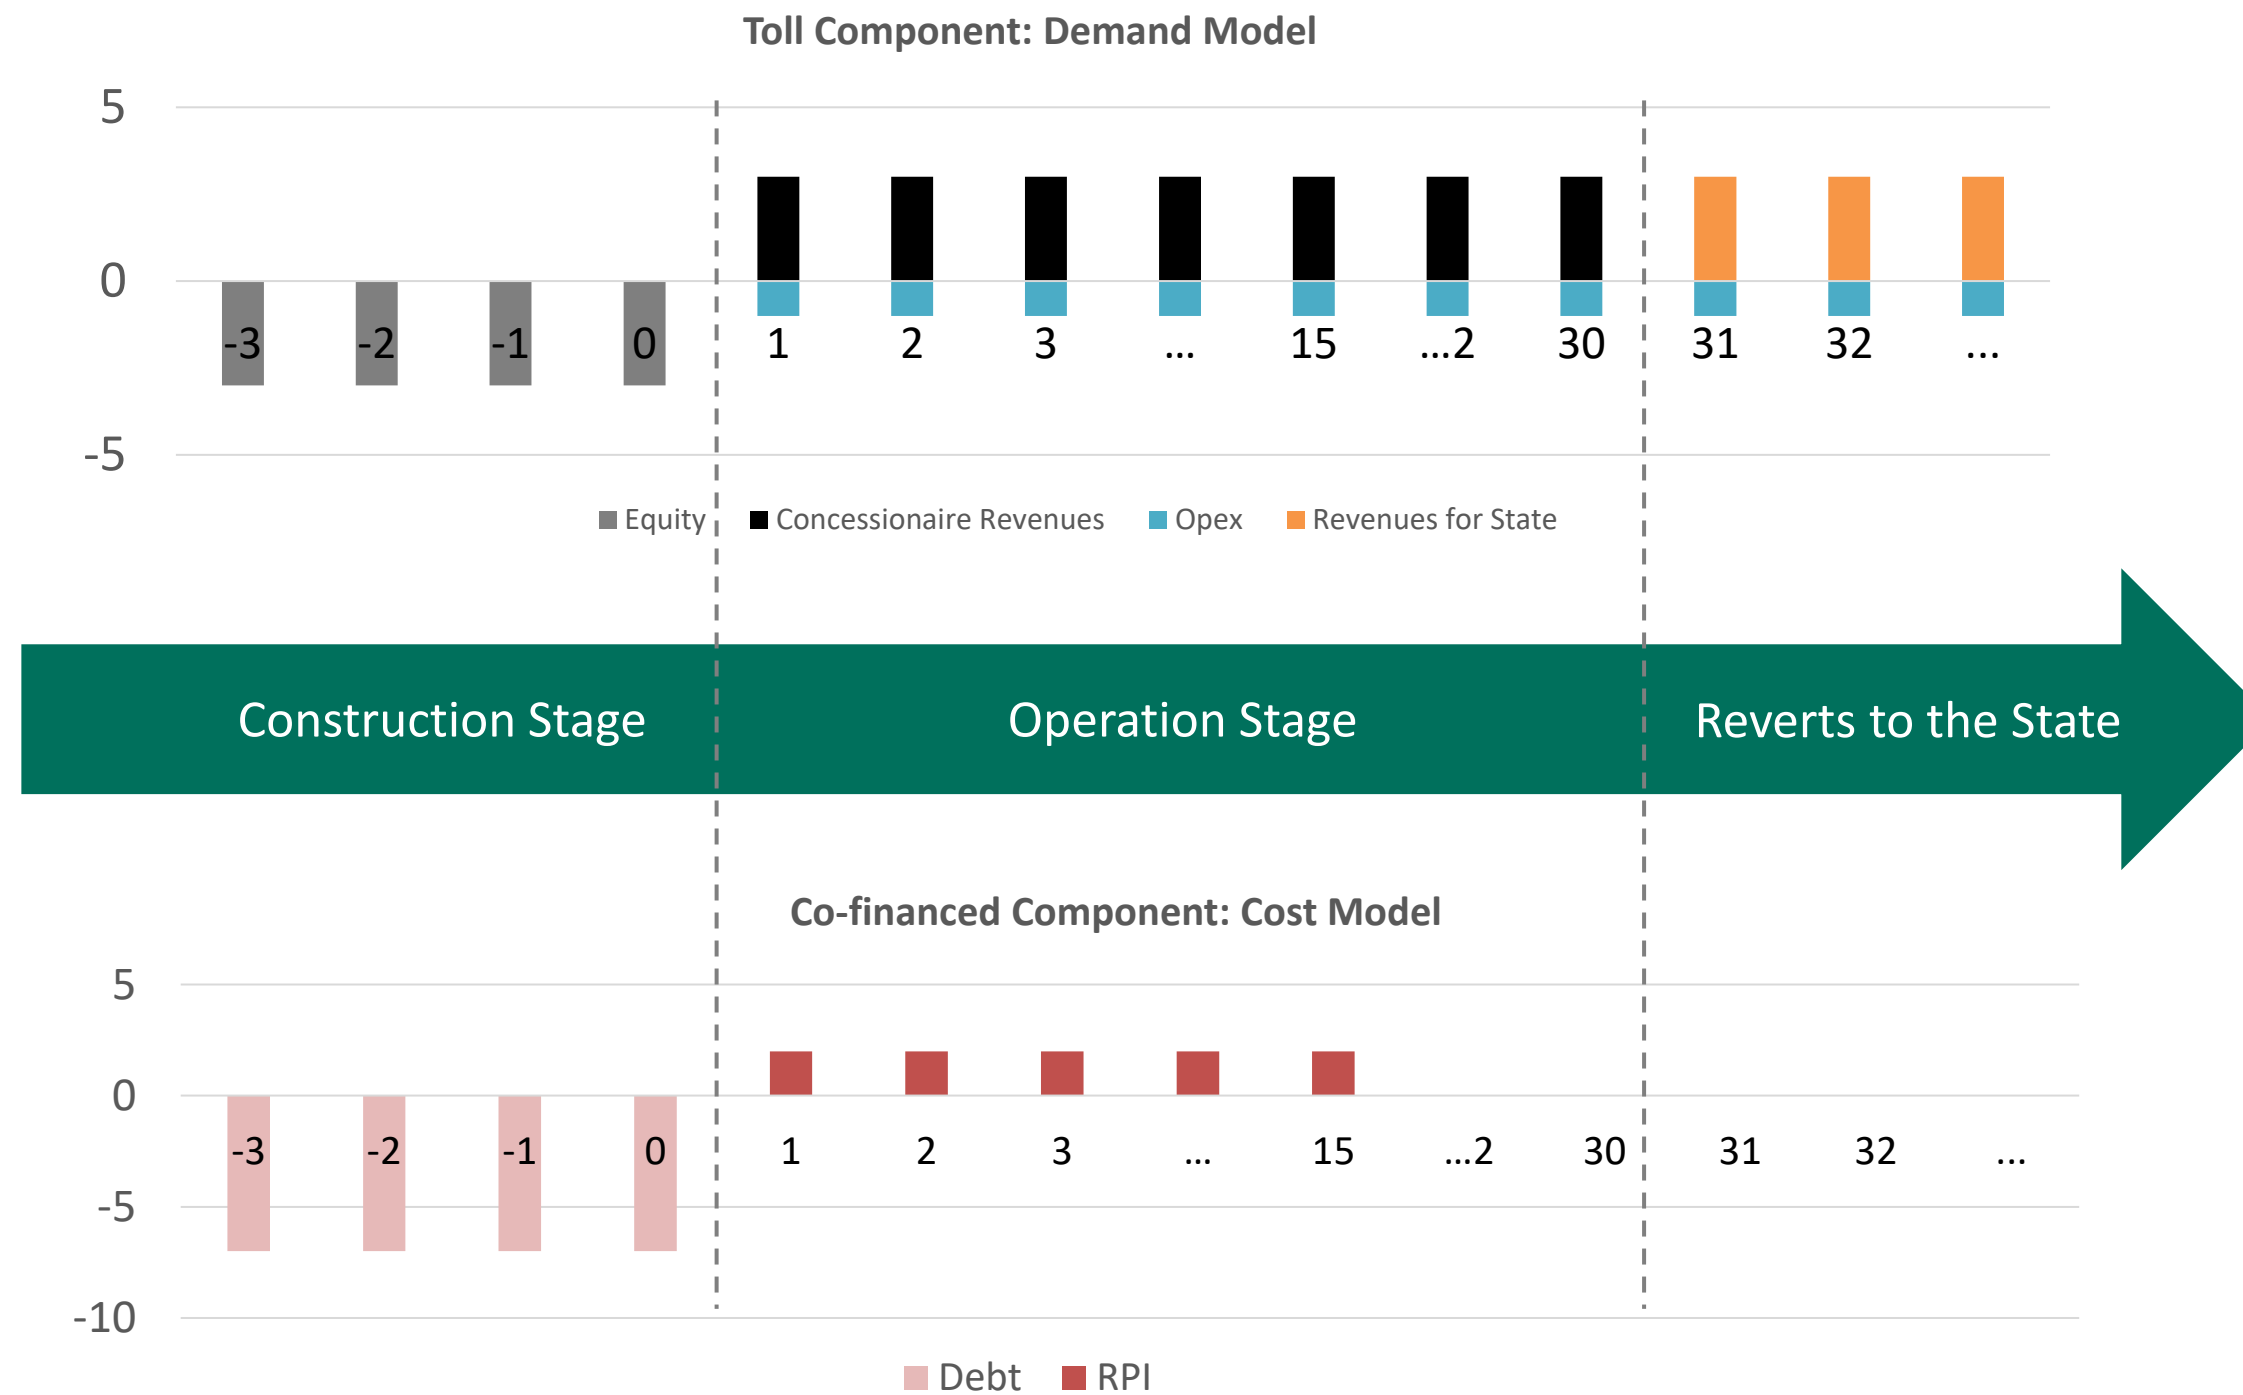 Toll Component: Demand Model
5
0
-5
-3 -2 -1 0 1 2 3 ... 15 ...2 30 31 32 ...
Equity Concessionaire Revenues Opex Revenues for State
Construction Stage Operation Stage Reverts to the State
Co-financed Component: Cost Model
5
0
-3 -2 -1 0 1 2 3 ... 15 ...2 30 31 32 ...
-5
-10
Debt RPI